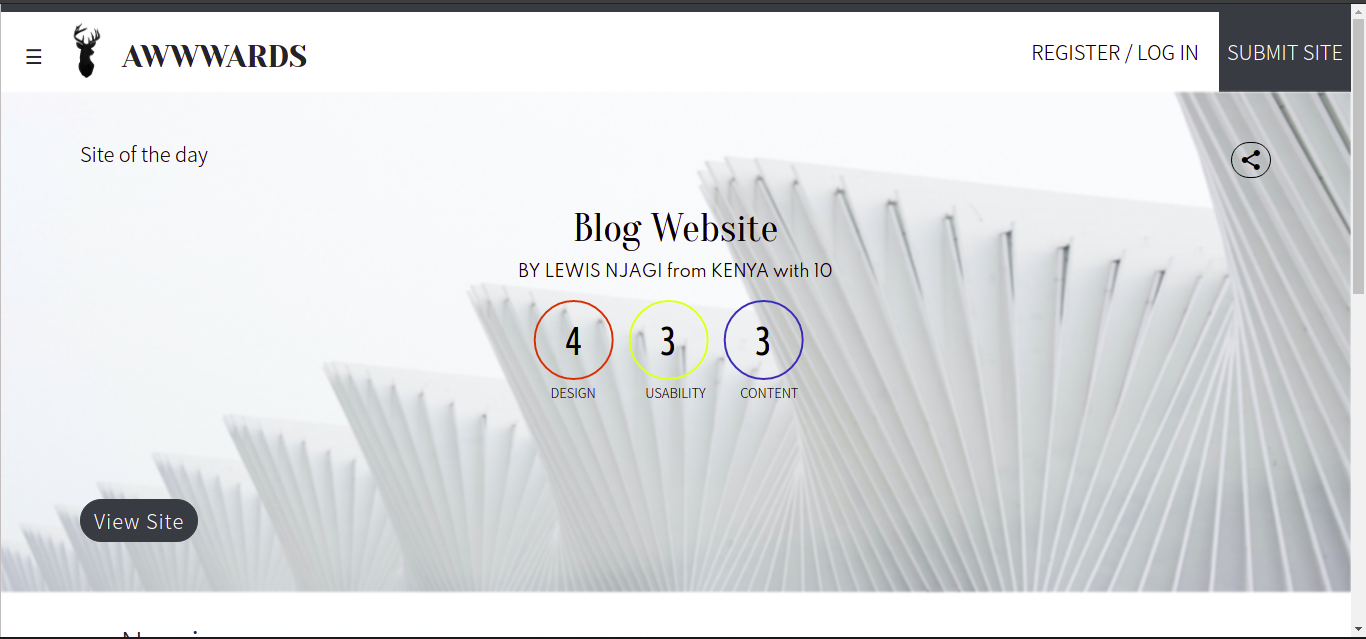 ☰ AWWWARDS REGISTER / LOG IN SUBMIT SITE
Site of the day
Blog Website
BY LEWIS NJAGI from KENYA with 10
4 3 3
DESIGN USABILITY CONTENT
View Site